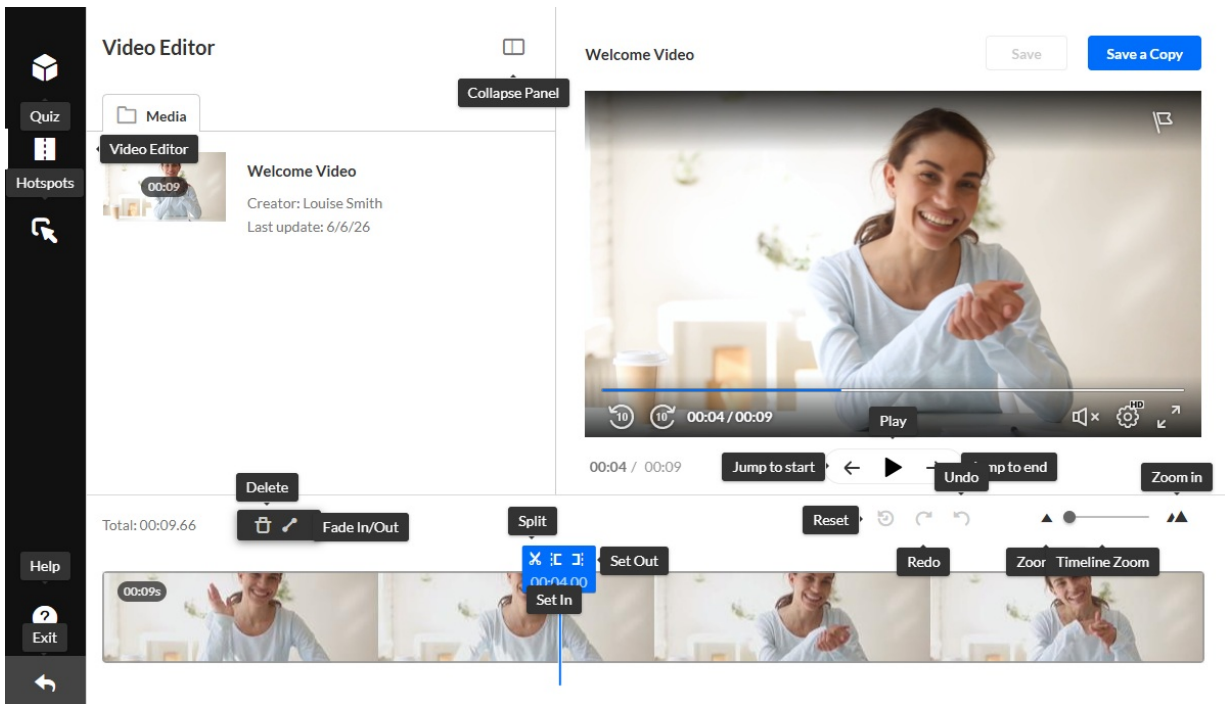 Video Editor
Welcome Video
Save
Save a Copy
Collapse Panel
Quiz
Media
Video Editor
Hotspots
00:09
Welcome Video
Creator: Louise Smith
Last update: 6/6/26
10
10
00:04 / 00:09
HD
Play
00:04 / 00:09
Jump to start
mp to end
Undo
Zoom in
Delete
Total: 00:09.66
Fade In/Out
Split
Reset
Set Out
Redo
Zoor
Timeline Zoom
Help
00:04.00
00:09s
Set In
?
Exit